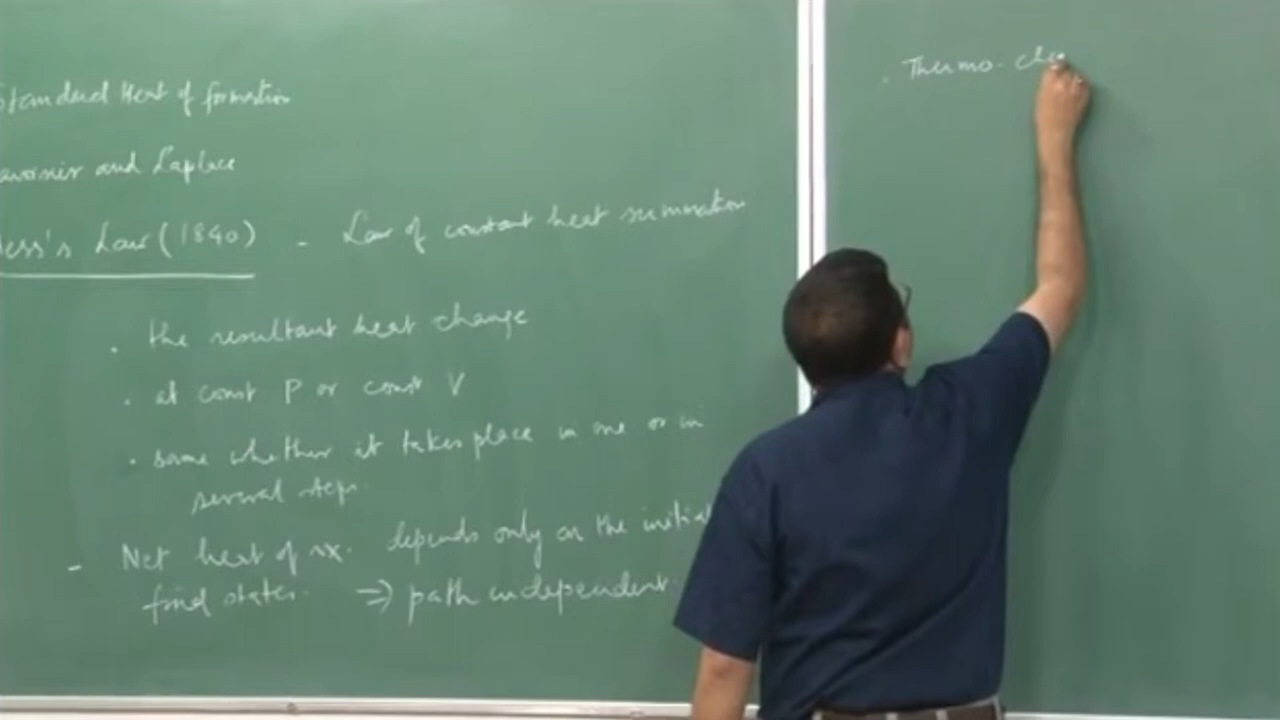 Standard Heat of formation
and Laplace
Hess's Law (1840) - Law of constant heat summation
. the resultant heat change
. at const P or const V
. same whether it takes place in one or in
several steps.
- Net heat of rx. depends only on the initial
final states. ⇒ path independent.
. Thermo-che